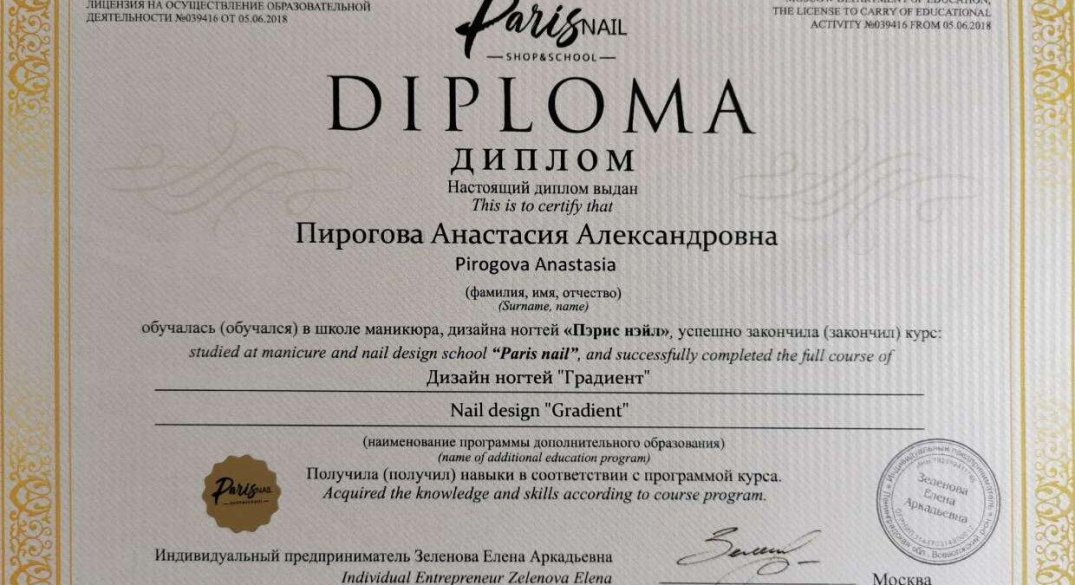 ЛИЦЕНЗИЯ НА ОСУЩЕСТВЛЕНИЕ ОБРАЗОВАТЕЛЬНОЙ
ДЕЯТЕЛЬНОСТИ №039416 ОТ 05.06.2018
MOSCOW DEPARTMENT OF EDUCATION,
THE LICENSE TO CARRY OF EDUCATIONAL
ACTIVITY №039416 FROM 05.06.2018
Paris NAIL
SHOP&SCHOOL
DIPLOMA
ДИПЛОМ
Настоящий диплом выдан
This is to certify that
Пирогова Анастасия Александровна
Pirogova Anastasia
(фамилия, имя, отчество)
(Surname, name)
обучалась (обучался) в школе маникюра, дизайна ногтей «Пэрис нэйл», успешно закончила (закончил) курс:
studied at manicure and nail design school “Paris nail”, and successfully completed the full course of
Дизайн ногтей "Градиент"
Nail design "Gradient"
(наименование программы дополнительного образования)
(name of additional education program)
Получила (получил) навыки в соответствии с программой курса.
Acquired the knowledge and skills according to course program.
Paris NAIL
Индивидуальный предприниматель
Зеленова
Елена
Аркадьевна
Индивидуальный предприниматель Зеленова Елена Аркадьевна
Individual Entrepreneur Zelenova Elena
Москва